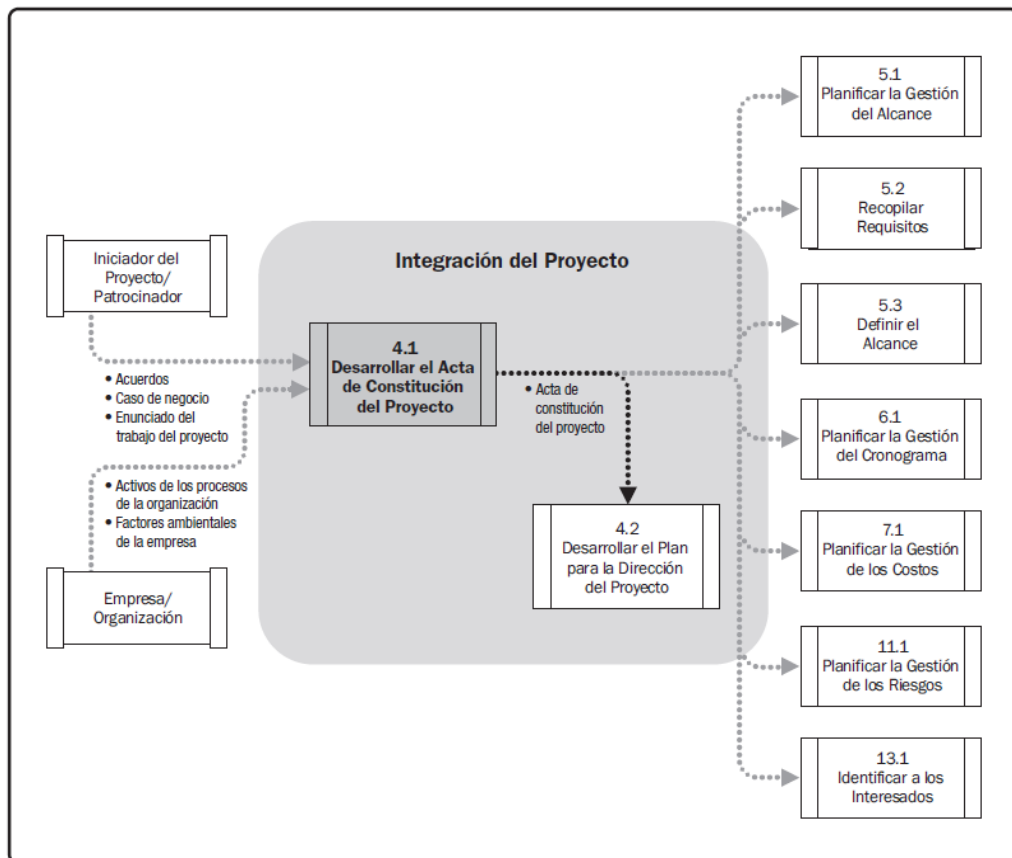 Iniciador del
Proyecto/
Patrocinador
• Acuerdos
• Caso de negocio
• Enunciado del
trabajo del proyecto
• Activos de los procesos
de la organización
• Factores ambientales
de la empresa
Empresa/
Organización
Integración del Proyecto
4.1
Desarrollar el Acta
de Constitución
del Proyecto
• Acta de
constitución
del proyecto
4.2
Desarrollar el Plan
para la Dirección
del Proyecto
5.1
Planificar la Gestión
del Alcance
5.2
Recopilar
Requisitos
5.3
Definir el
Alcance
6.1
Planificar la Gestión
del Cronograma
7.1
Planificar la Gestión
de los Costos
11.1
Planificar la Gestión
de los Riesgos
13.1
Identificar a los
Interesados